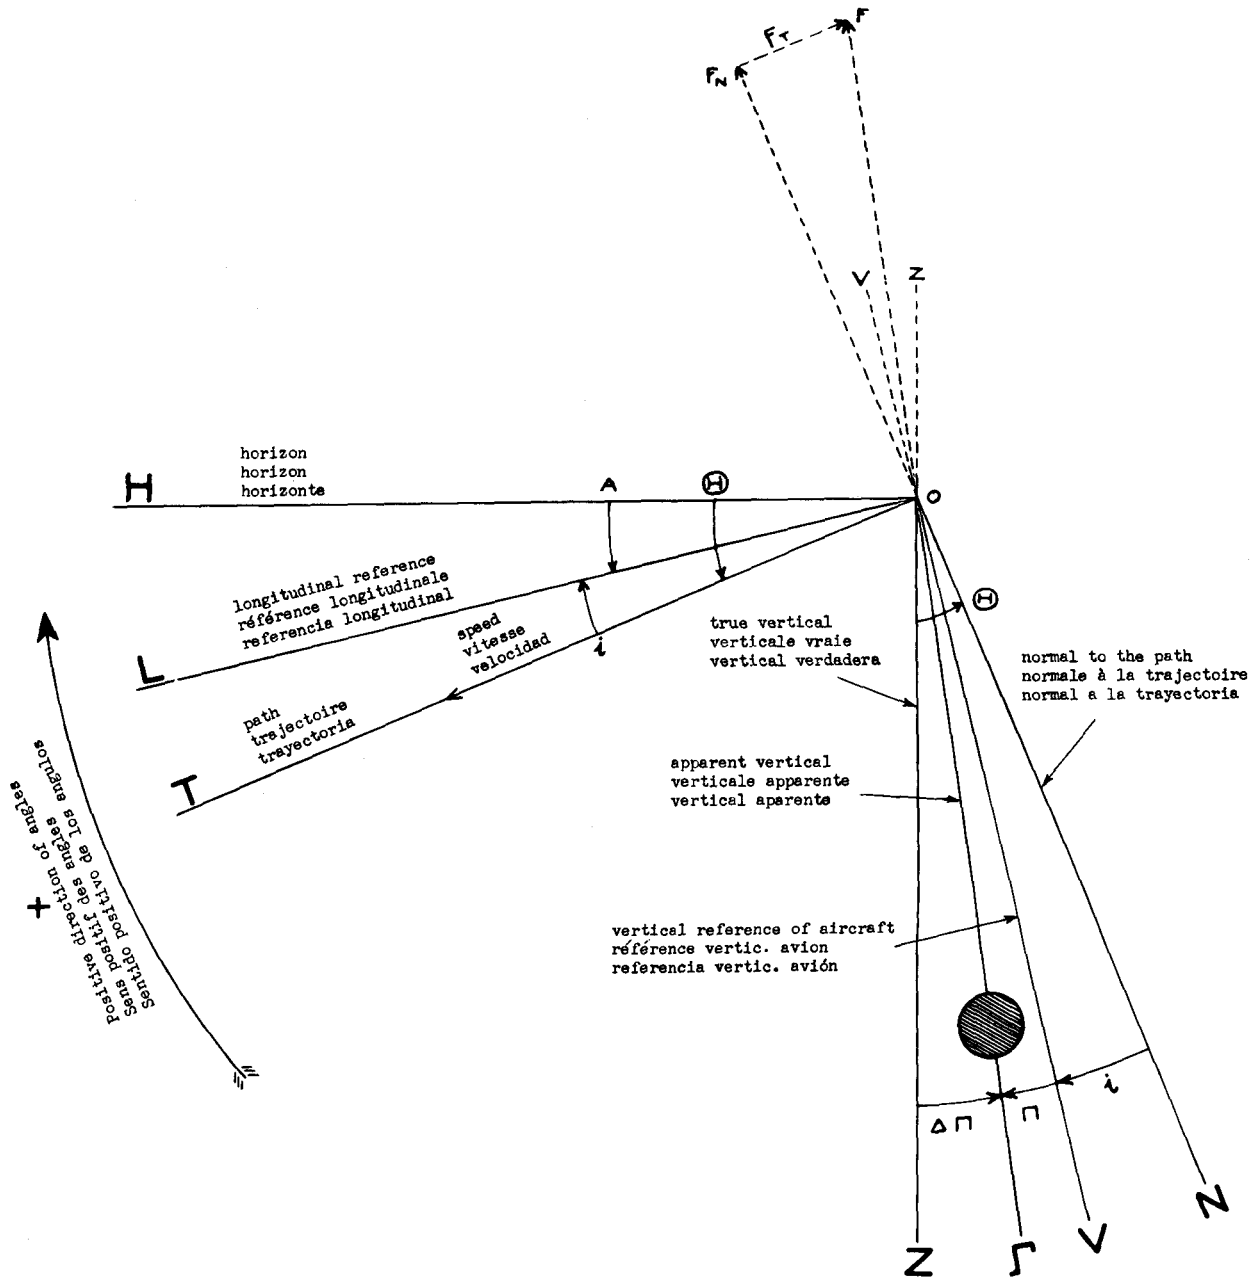 F
F_T
F_N
V
Z
horizon
horizon
horizonte
H
A
Θ
O
longitudinal reference
référence longitudinale
referencia longitudinal
L
speed
vitesse
velocidad
i
path
trajectoire
trayectoria
T
Θ
true vertical
verticale vraie
vertical verdadera
normal to the path
normale à la trajectoire
normal a la trayectoria
apparent vertical
verticale apparente
vertical aparente
+
Positive direction of angles
Sens positif des angles
Sentido positivo de los angulos
vertical reference of aircraft
référence vertic. avion
referencia vertic. avión
Δ Π
Π
i
Z
V
N